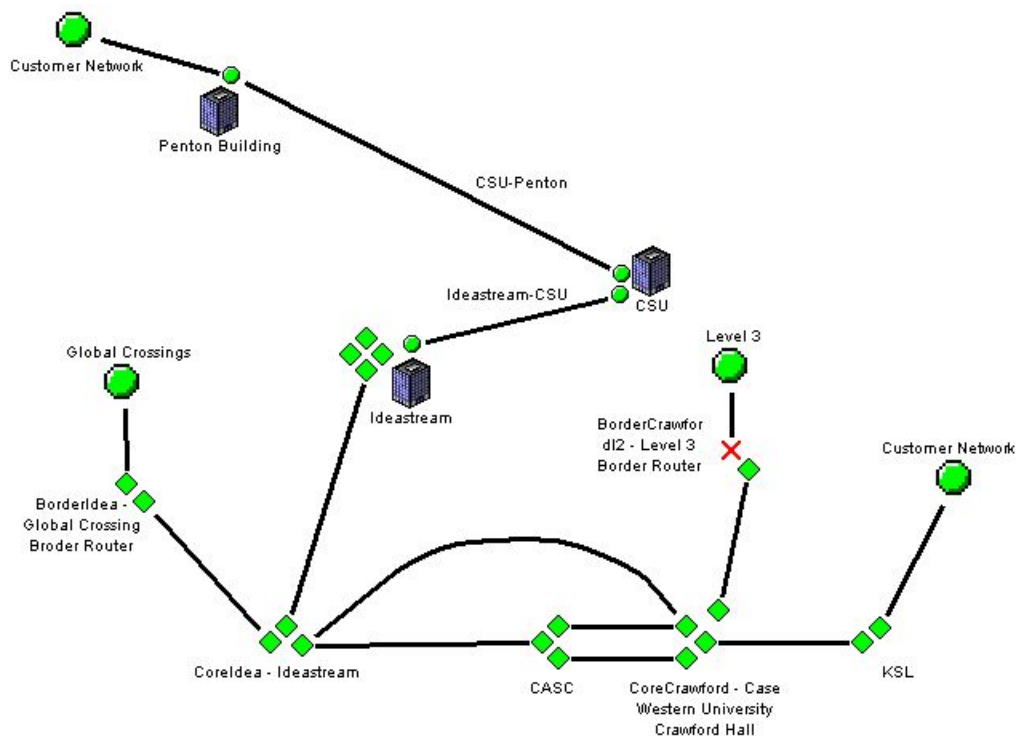 Customer Network
Penton Building
CSU-Penton
Ideastream-CSU
CSU
Global Crossings
Ideastream
Level 3
BorderCrawfor
dl2 - Level 3
Border Router
Customer Network
BorderIdea -
Global Crossing
Broder Router
CoreIdea - Ideastream
CASC
CoreCrawford - Case
Western University
Crawford Hall
KSL